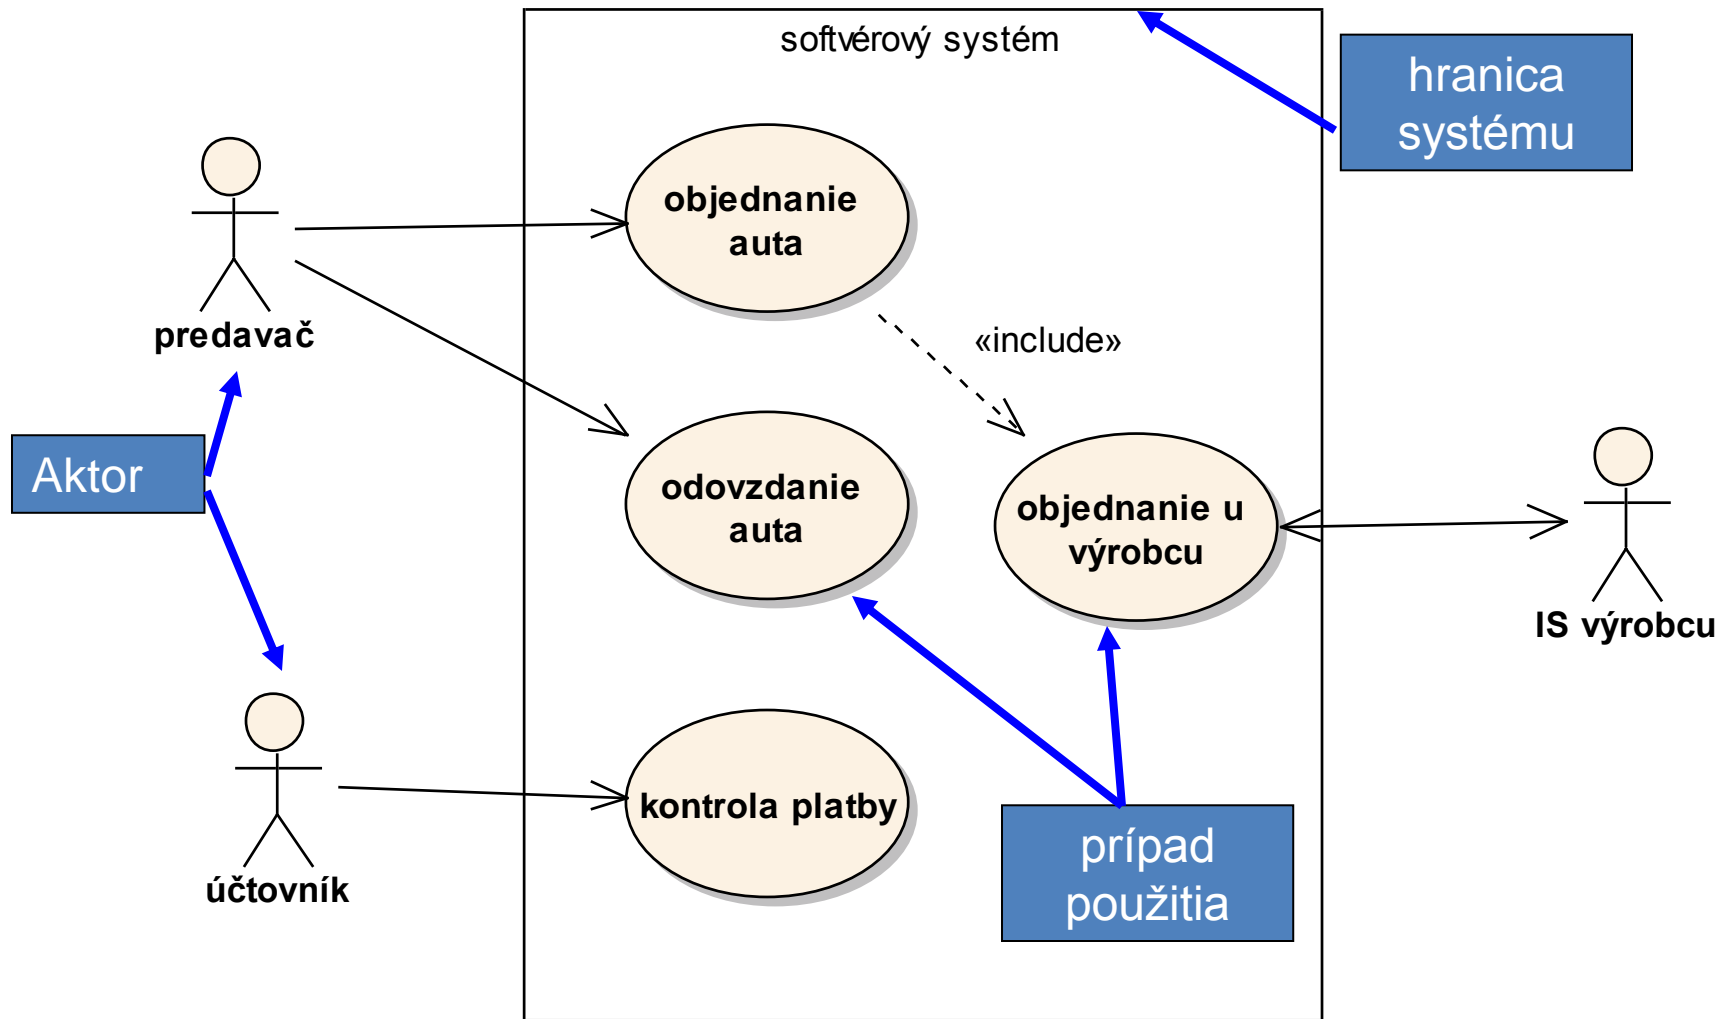 softvérový systém
hranica
systému
objednanie
auta
predavač
«include»
Aktor
odovzdanie
auta
objednanie u
výrobcu
IS výrobcu
kontrola platby
prípad
použitia
účtovník